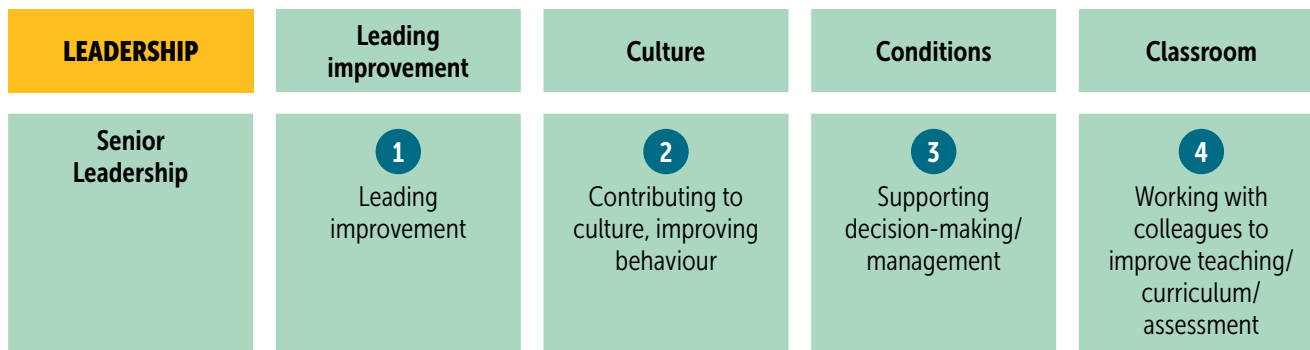 LEADERSHIP
Leading
improvement
Culture
Conditions
Classroom
Senior
Leadership
1
Leading
improvement
2
Contributing to
culture, improving
behaviour
3
Supporting
decision-making/
management
4
Working with
colleagues to
improve teaching/
curriculum/
assessment